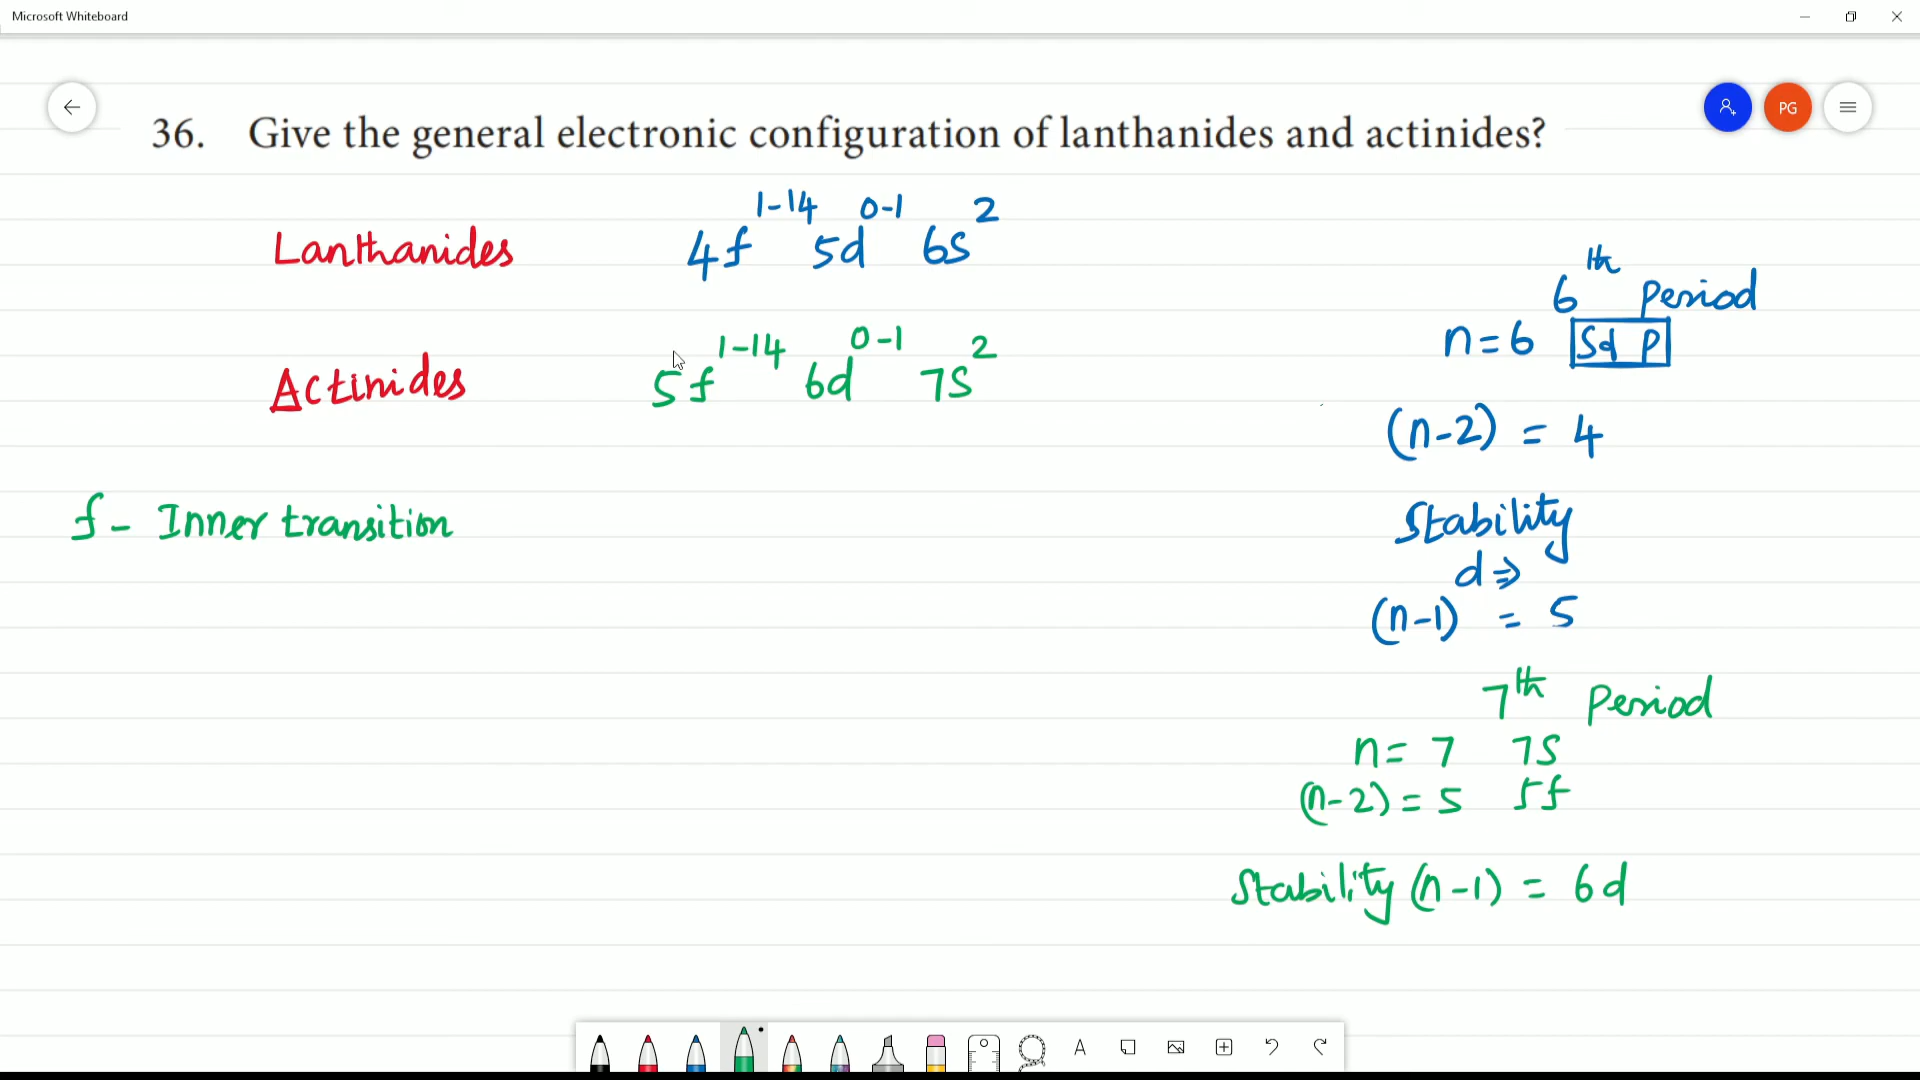 Microsoft Whiteboard
PG
36. Give the general electronic configuration of lanthanides and actinides?
Lanthanides 4f¹⁻¹⁴ 5d⁰⁻¹ 6s²
Actinides 5f¹⁻¹⁴ 6d⁰⁻¹ 7s²
f - Inner transition
6th Period
n=6 Sd P
(n-2) = 4
Stability
d ⇒
(n-1) = 5
7th Period
n= 7 7s
(n-2) = 5 5f
Stability (n-1) = 6d
A